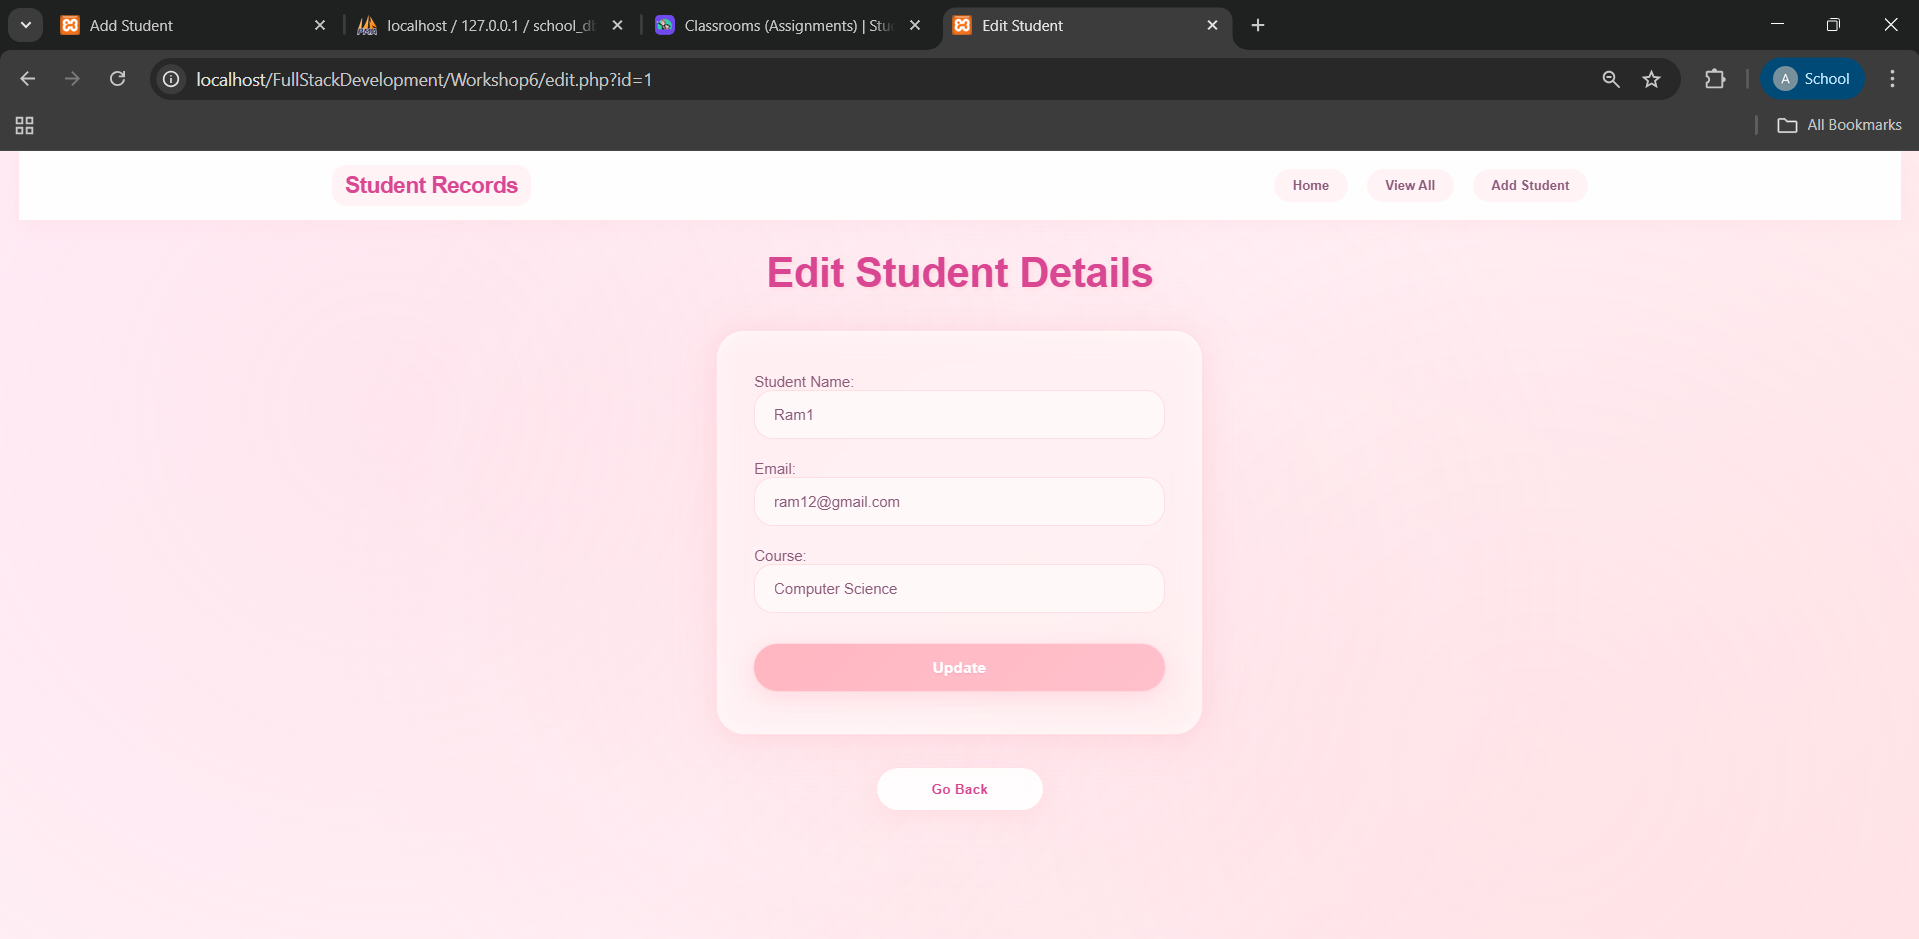 Add Student
localhost / 127.0.0.1 / school_db
Classrooms (Assignments) | Stu
Edit Student
localhost/FullStackDevelopment/Workshop6/edit.php?id=1
A School
All Bookmarks
Student Records
Home
View All
Add Student
Edit Student Details
Student Name:
Ram1
Email:
ram12@gmail.com
Course:
Computer Science
Update
Go Back